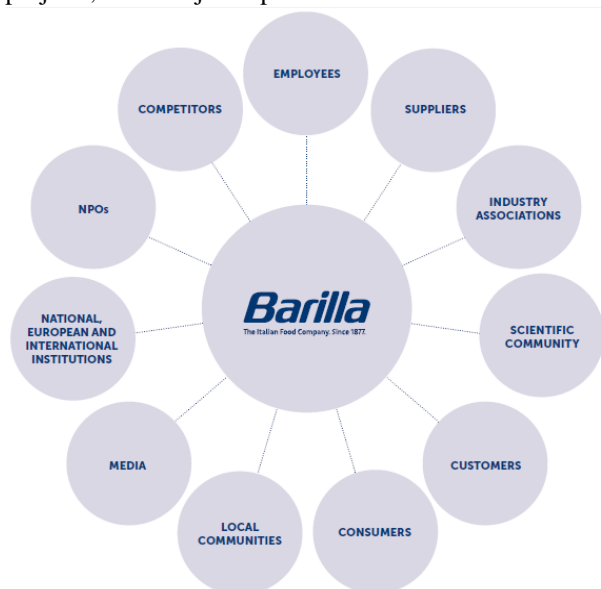 EMPLOYEES
COMPETITORS
SUPPLIERS
NPOs
INDUSTRY
ASSOCIATIONS
Barilla
The Italian Food Company. Since 1877.
NATIONAL,
EUROPEAN AND
INTERNATIONAL
INSTITUTIONS
SCIENTIFIC
COMMUNITY
MEDIA
CUSTOMERS
LOCAL
COMMUNITIES
CONSUMERS